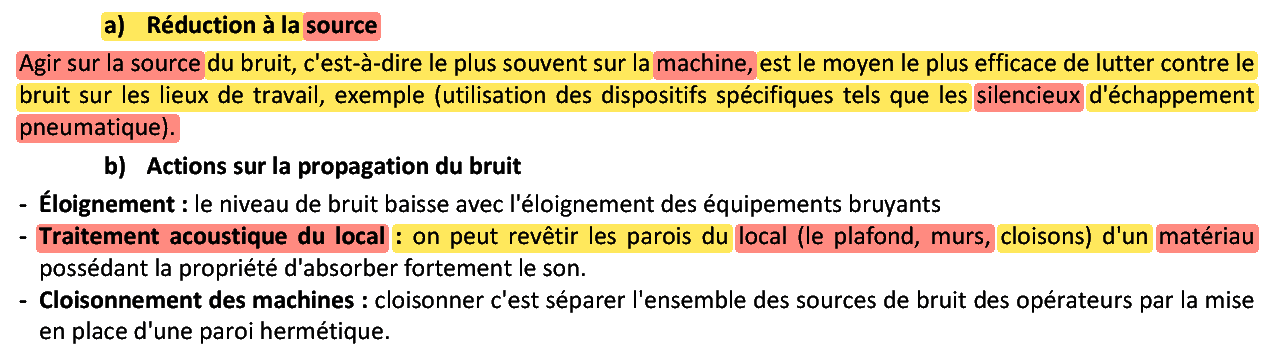 a) Réduction à la source
Agir sur la source du bruit, c'est-à-dire le plus souvent sur la machine, est le moyen le plus efficace de lutter contre le
bruit sur les lieux de travail, exemple (utilisation des dispositifs spécifiques tels que les silencieux d'échappement
pneumatique).
b) Actions sur la propagation du bruit
- Éloignement : le niveau de bruit baisse avec l'éloignement des équipements bruyants
- Traitement acoustique du local : on peut revêtir les parois du local (le plafond, murs, cloisons) d'un matériau
possédant la propriété d'absorber fortement le son.
- Cloisonnement des machines : cloisonner c'est séparer l'ensemble des sources de bruit des opérateurs par la mise
en place d'une paroi hermétique.